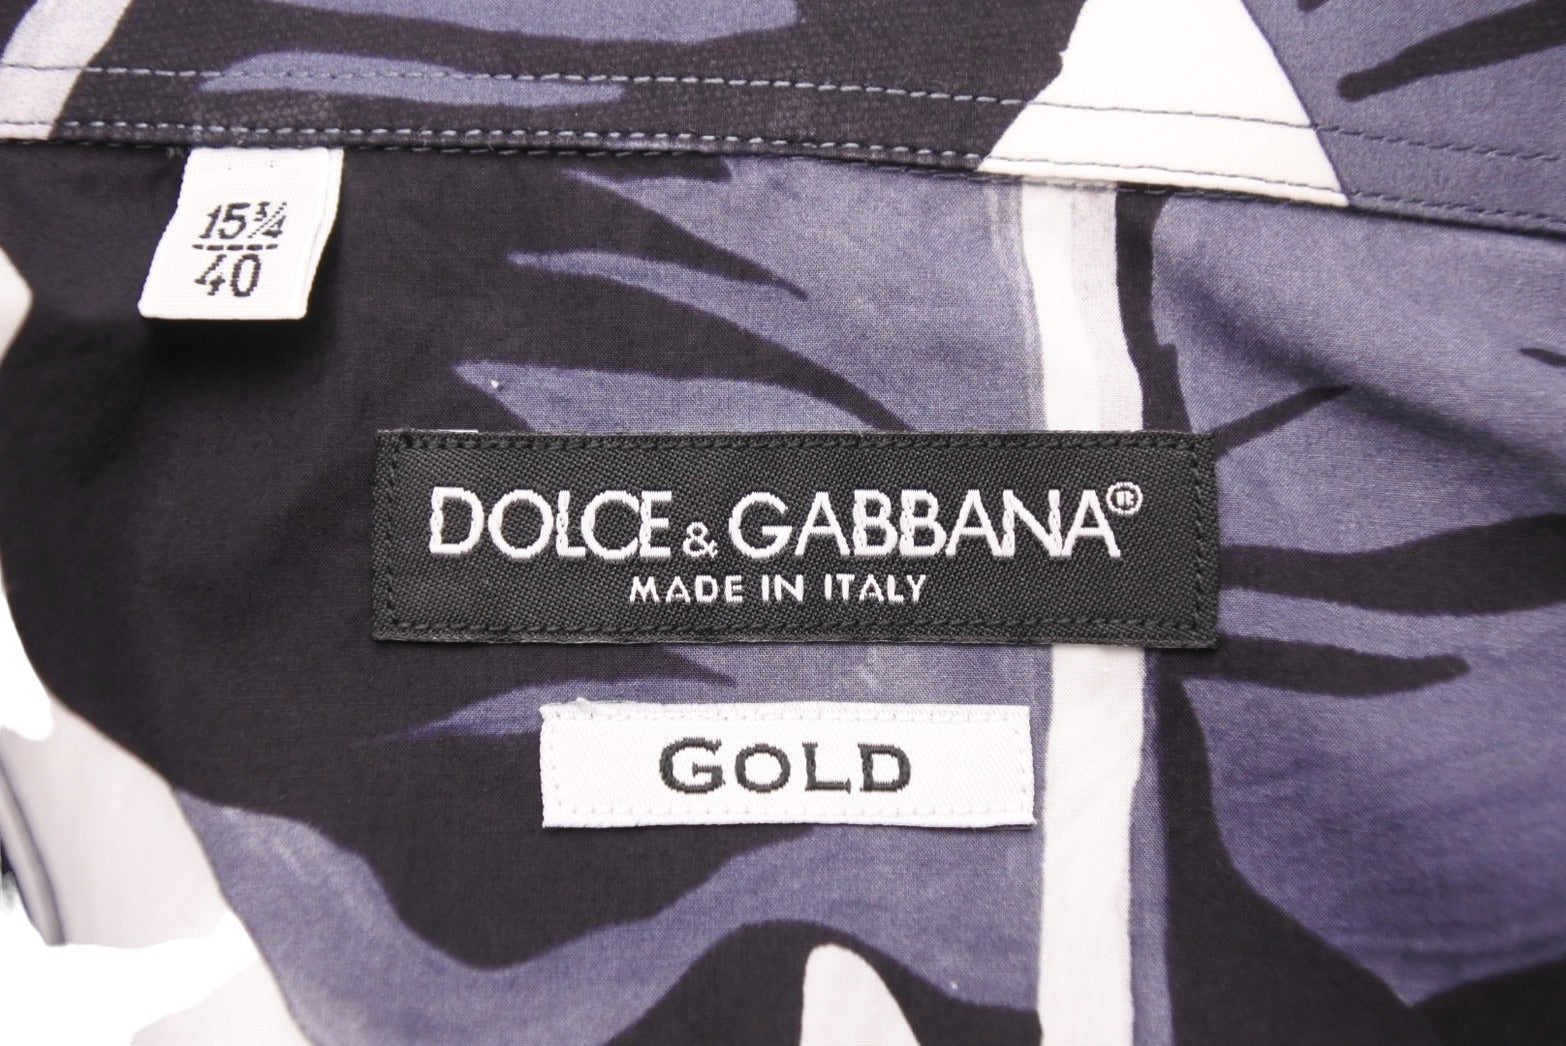 15¾
40
DOLCE & GABBANA®
MADE IN ITALY
GOLD